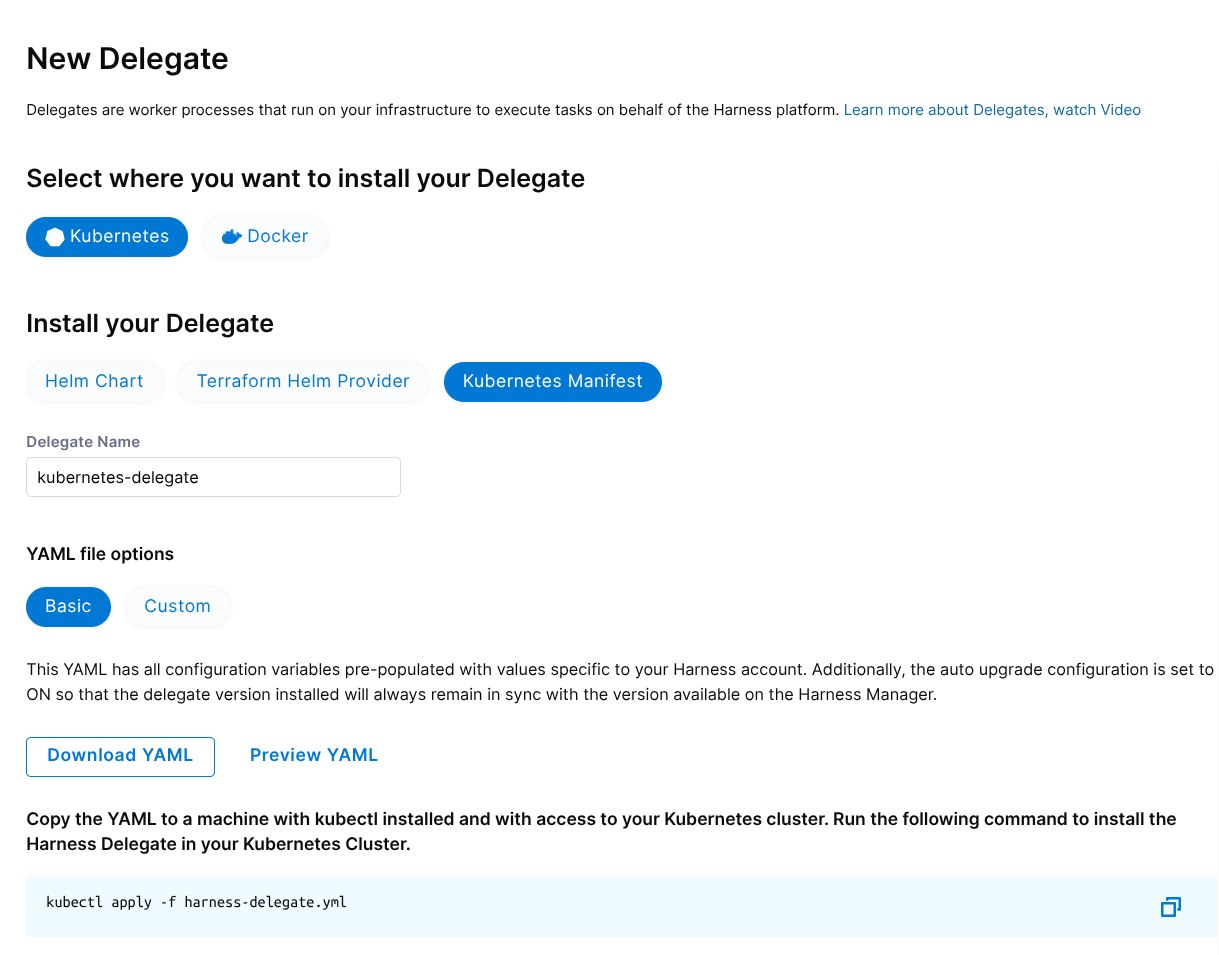 New Delegate
Delegates are worker processes that run on your infrastructure to execute tasks on behalf of the Harness platform. Learn more about Delegates, watch Video
Select where you want to install your Delegate
Kubernetes Docker
Install your Delegate
Helm Chart Terraform Helm Provider Kubernetes Manifest
Delegate Name
kubernetes-delegate
YAML file options
Basic Custom
This YAML has all configuration variables pre-populated with values specific to your Harness account. Additionally, the auto upgrade configuration is set to
ON so that the delegate version installed will always remain in sync with the version available on the Harness Manager.
Download YAML Preview YAML
Copy the YAML to a machine with kubectl installed and with access to your Kubernetes cluster. Run the following command to install the
Harness Delegate in your Kubernetes Cluster.
kubectl apply -f harness-delegate.yml